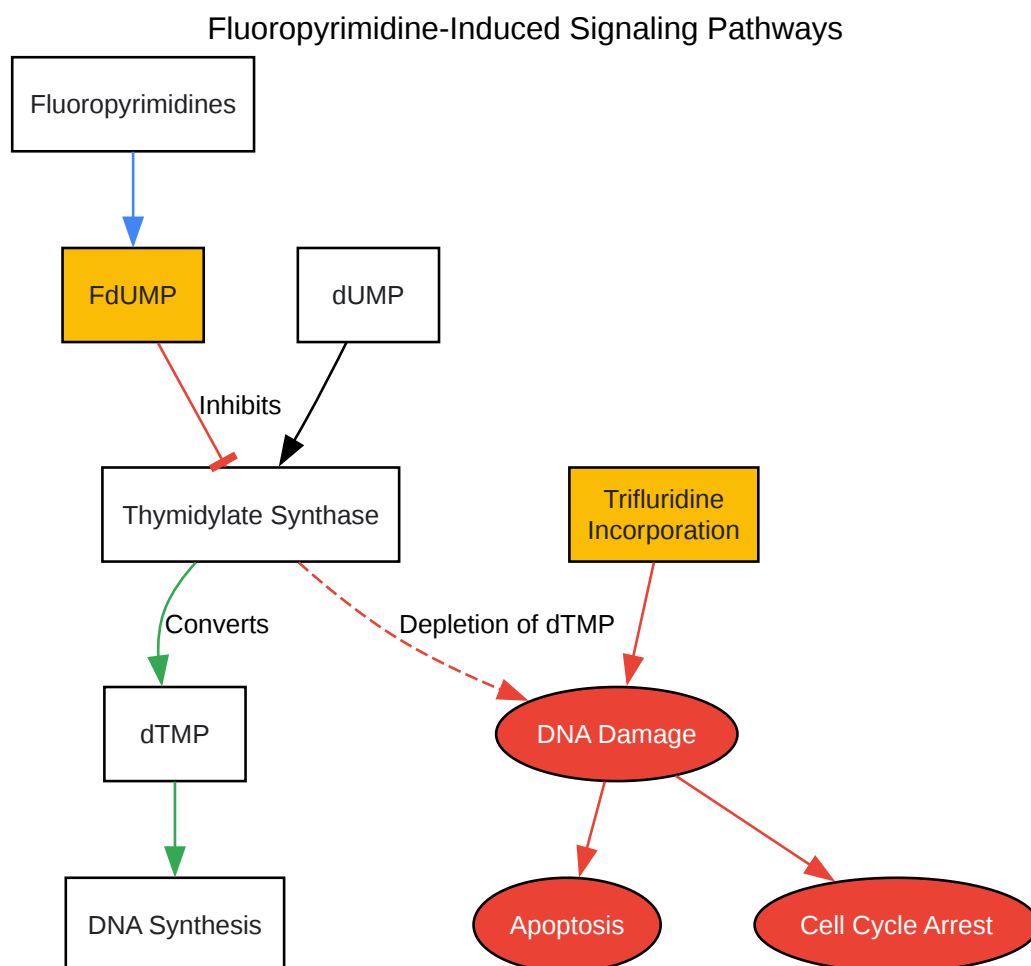 Fluoropyrimidine-Induced Signaling Pathways
Fluoropyrimidines
FdUMP
dUMP
Inhibits
Thymidylate Synthase
Trifluridine
Incorporation
Converts
Depletion of dTMP
dTMP
DNA Damage
DNA Synthesis
Apoptosis
Cell Cycle Arrest